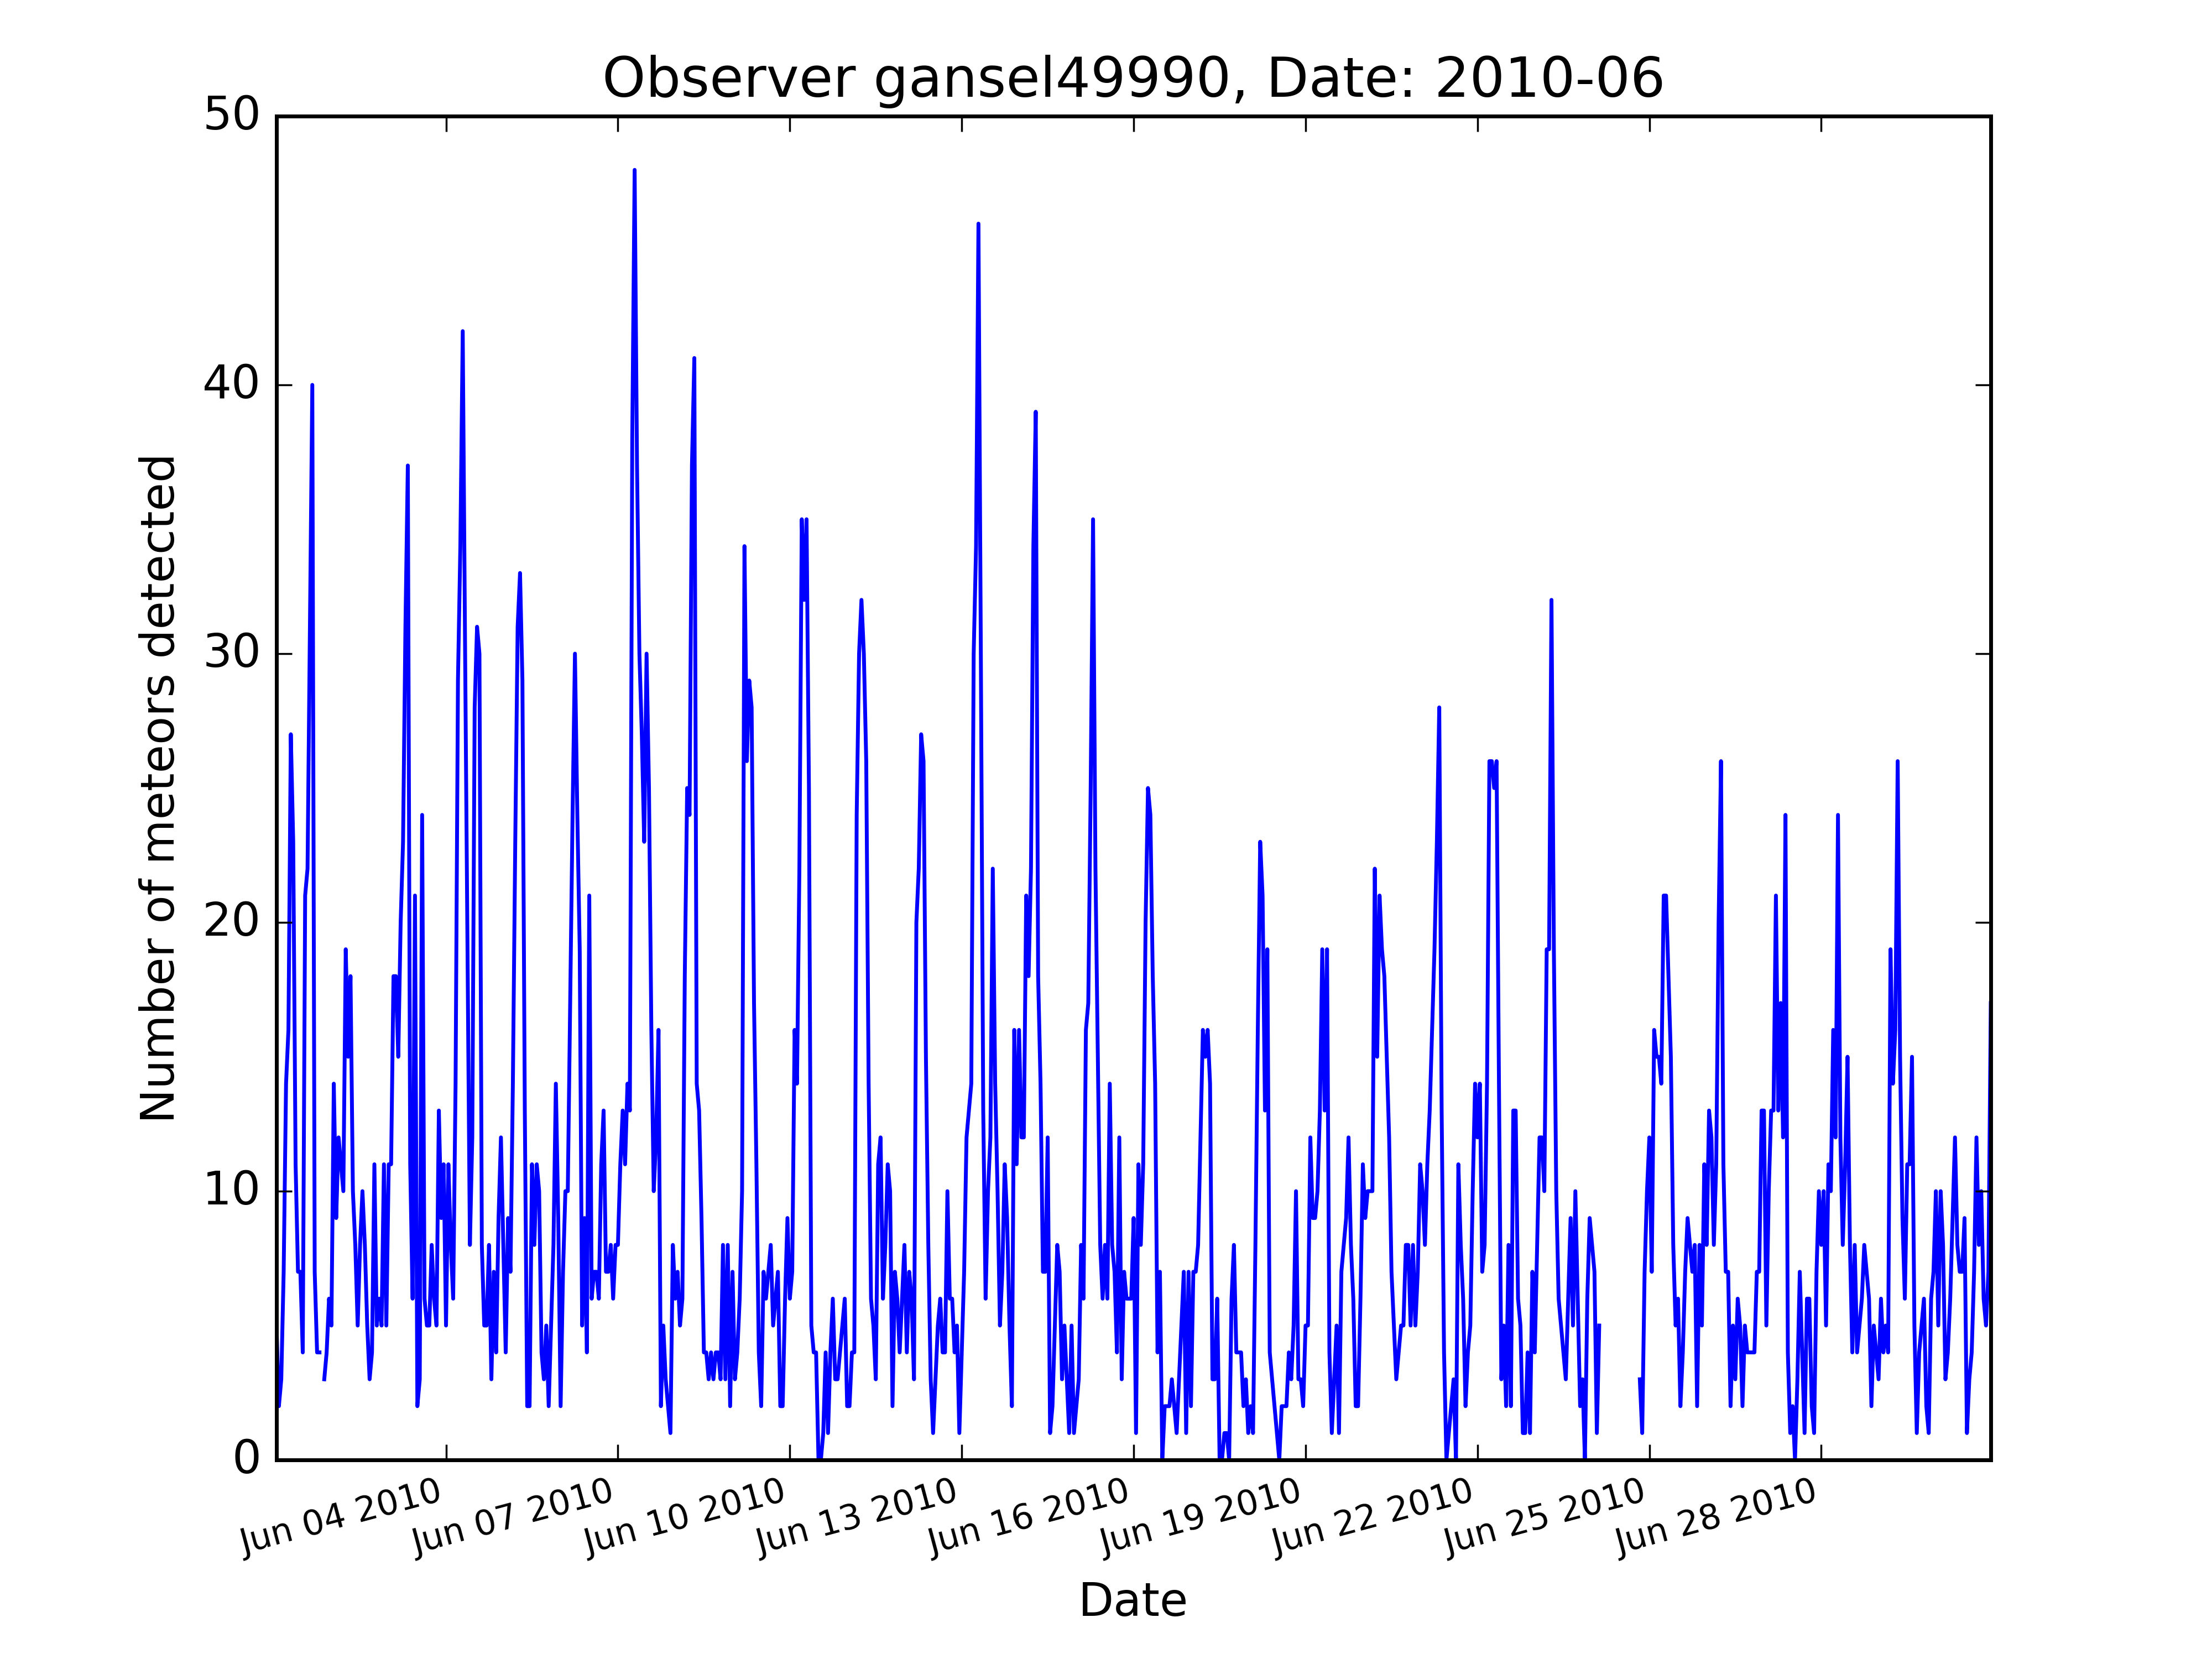 Observer gansel49990, Date: 2010-06
50
40
30
20
10
0
Number of meteors detected
Jun 04 2010
Jun 07 2010
Jun 10 2010
Jun 13 2010
Jun 16 2010
Jun 19 2010
Jun 22 2010
Jun 25 2010
Jun 28 2010
Date